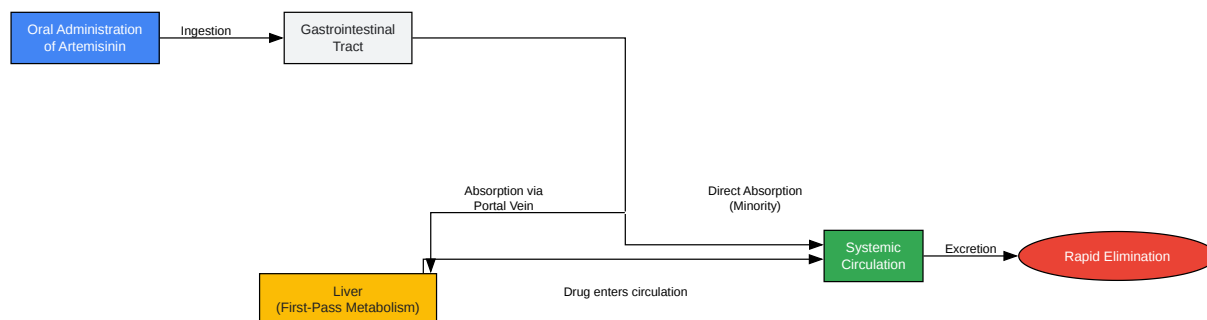 Oral Administration
of Artemisinin
Ingestion
Gastrointestinal
Tract
Absorption via
Portal Vein
Direct Absorption
(Minority)
Systemic
Circulation
Excretion
Rapid Elimination
Liver
(First-Pass Metabolism)
Drug enters circulation